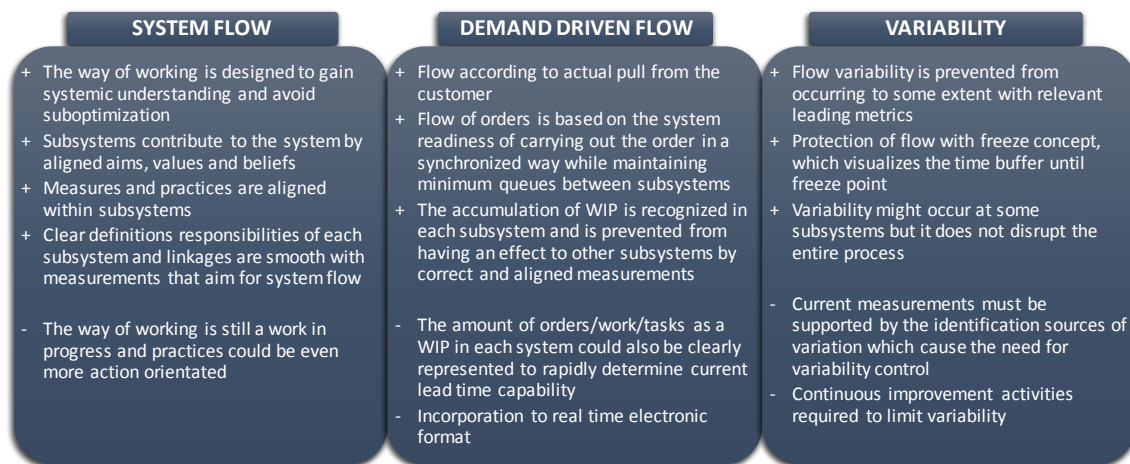 SYSTEM FLOW
+ The way of working is designed to gain
systemic understanding and avoid
suboptimization
+ Subsystems contribute to the system by
aligned aims, values and beliefs
+ Measures and practices are aligned
within subsystems
+ Clear definitions responsibilities of each
subsystem and linkages are smooth with
measurements that aim for system flow
- The way of working is still a work in
progress and practices could be even
more action orientated
DEMAND DRIVEN FLOW
+ Flow according to actual pull from the
customer
+ Flow of orders is based on the system
readiness of carrying out the order in a
synchronized way while maintaining
minimum queues between subsystems
+ The accumulation of WIP is recognized in
each subsystem and is prevented from
having an effect to other subsystems by
correct and aligned measurements
- The amount of orders/work/tasks as a
WIP in each system could also be clearly
represented to rapidly determine current
lead time capability
- Incorporation to real time electronic
format
VARIABILITY
+ Flow variability is prevented from
occurring to some extent with relevant
leading metrics
+ Protection of flow with freeze concept,
which visualizes the time buffer until
freeze point
+ Variability might occur at some
subsystems but it does not disrupt the
entire process
- Current measurements must be
supported by the identification sources of
variation which cause the need for
variability control
- Continuous improvement activities
required to limit variability